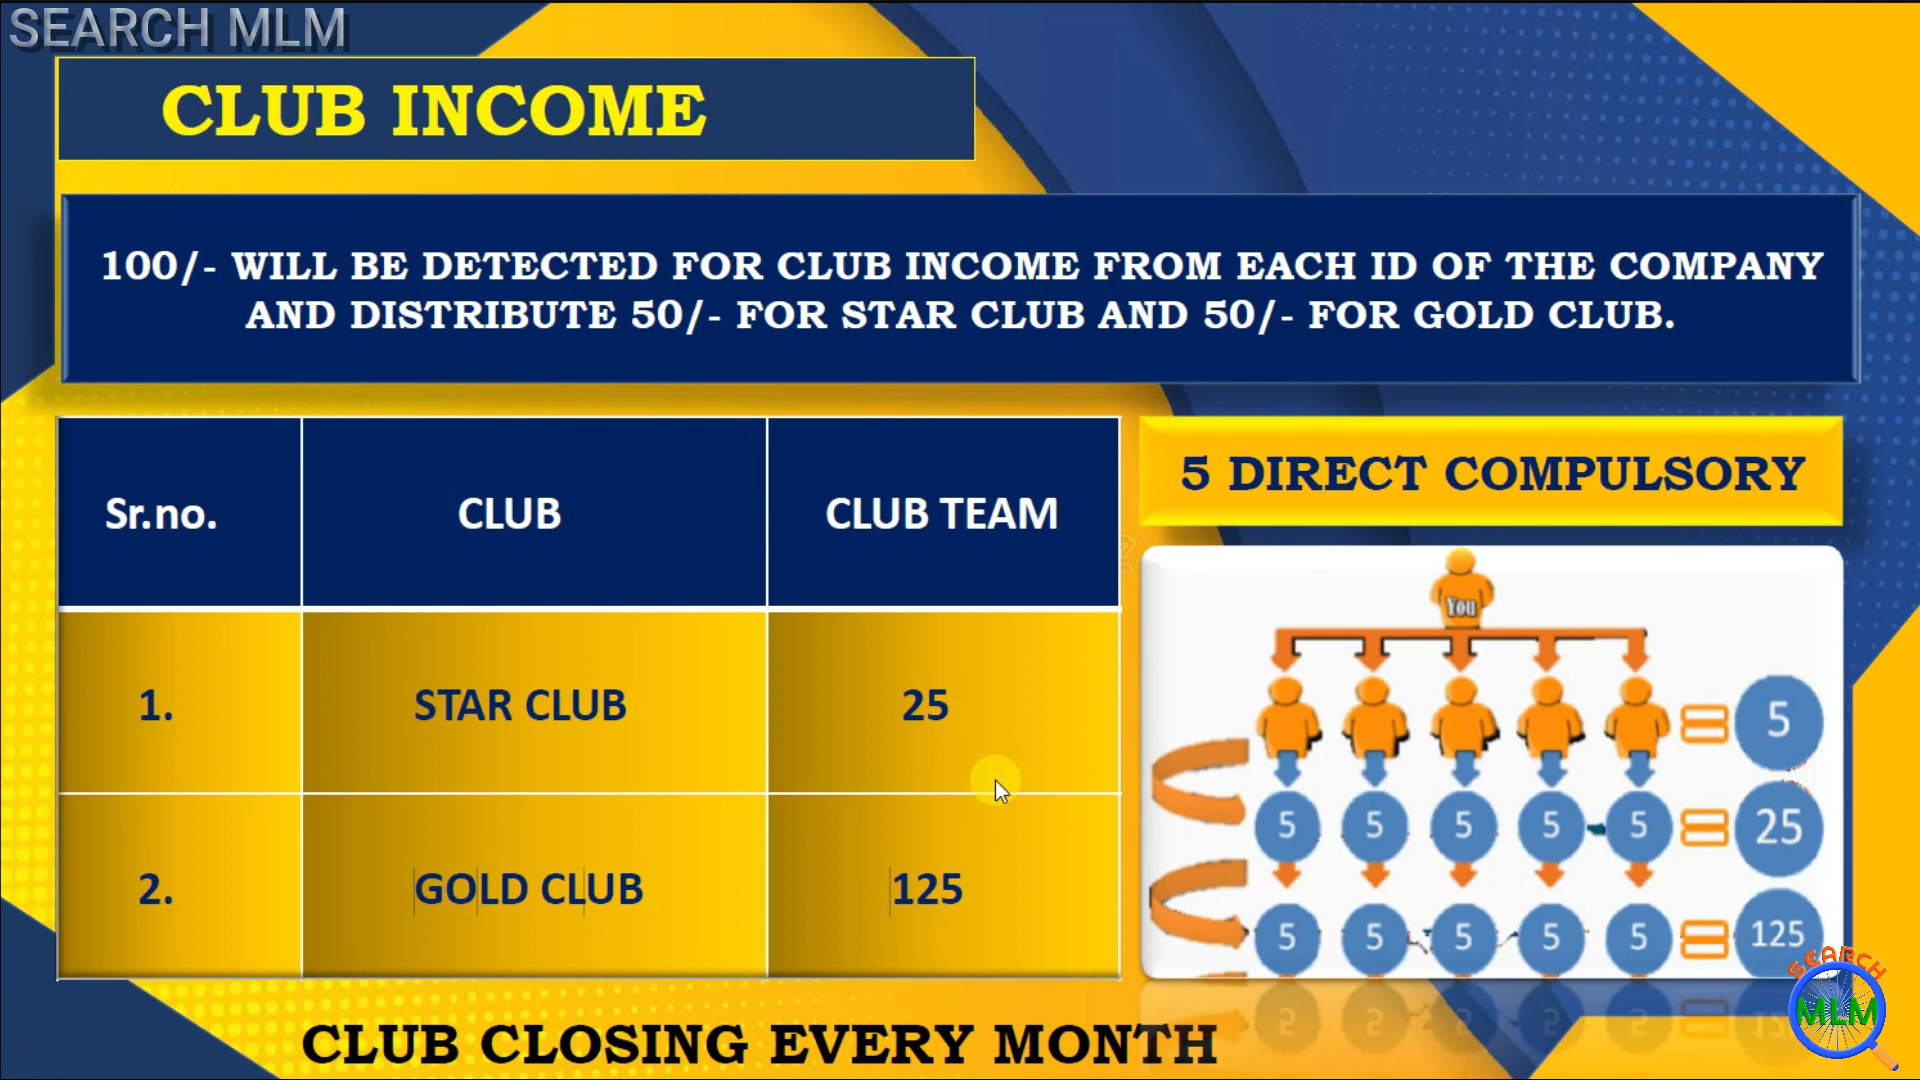 SEARCH MLM
CLUB INCOME
100/- WILL BE DETECTED FOR CLUB INCOME FROM EACH ID OF THE COMPANY
AND DISTRIBUTE 50/- FOR STAR CLUB AND 50/- FOR GOLD CLUB.
Sr.no. CLUB CLUB TEAM
1. STAR CLUB 25
2. GOLD CLUB 125
5 DIRECT COMPULSORY
You
= 5
5 5 5 5 5 = 25
5 5 5 5 5 = 125
CLUB CLOSING EVERY MONTH
SEARCH
MLM